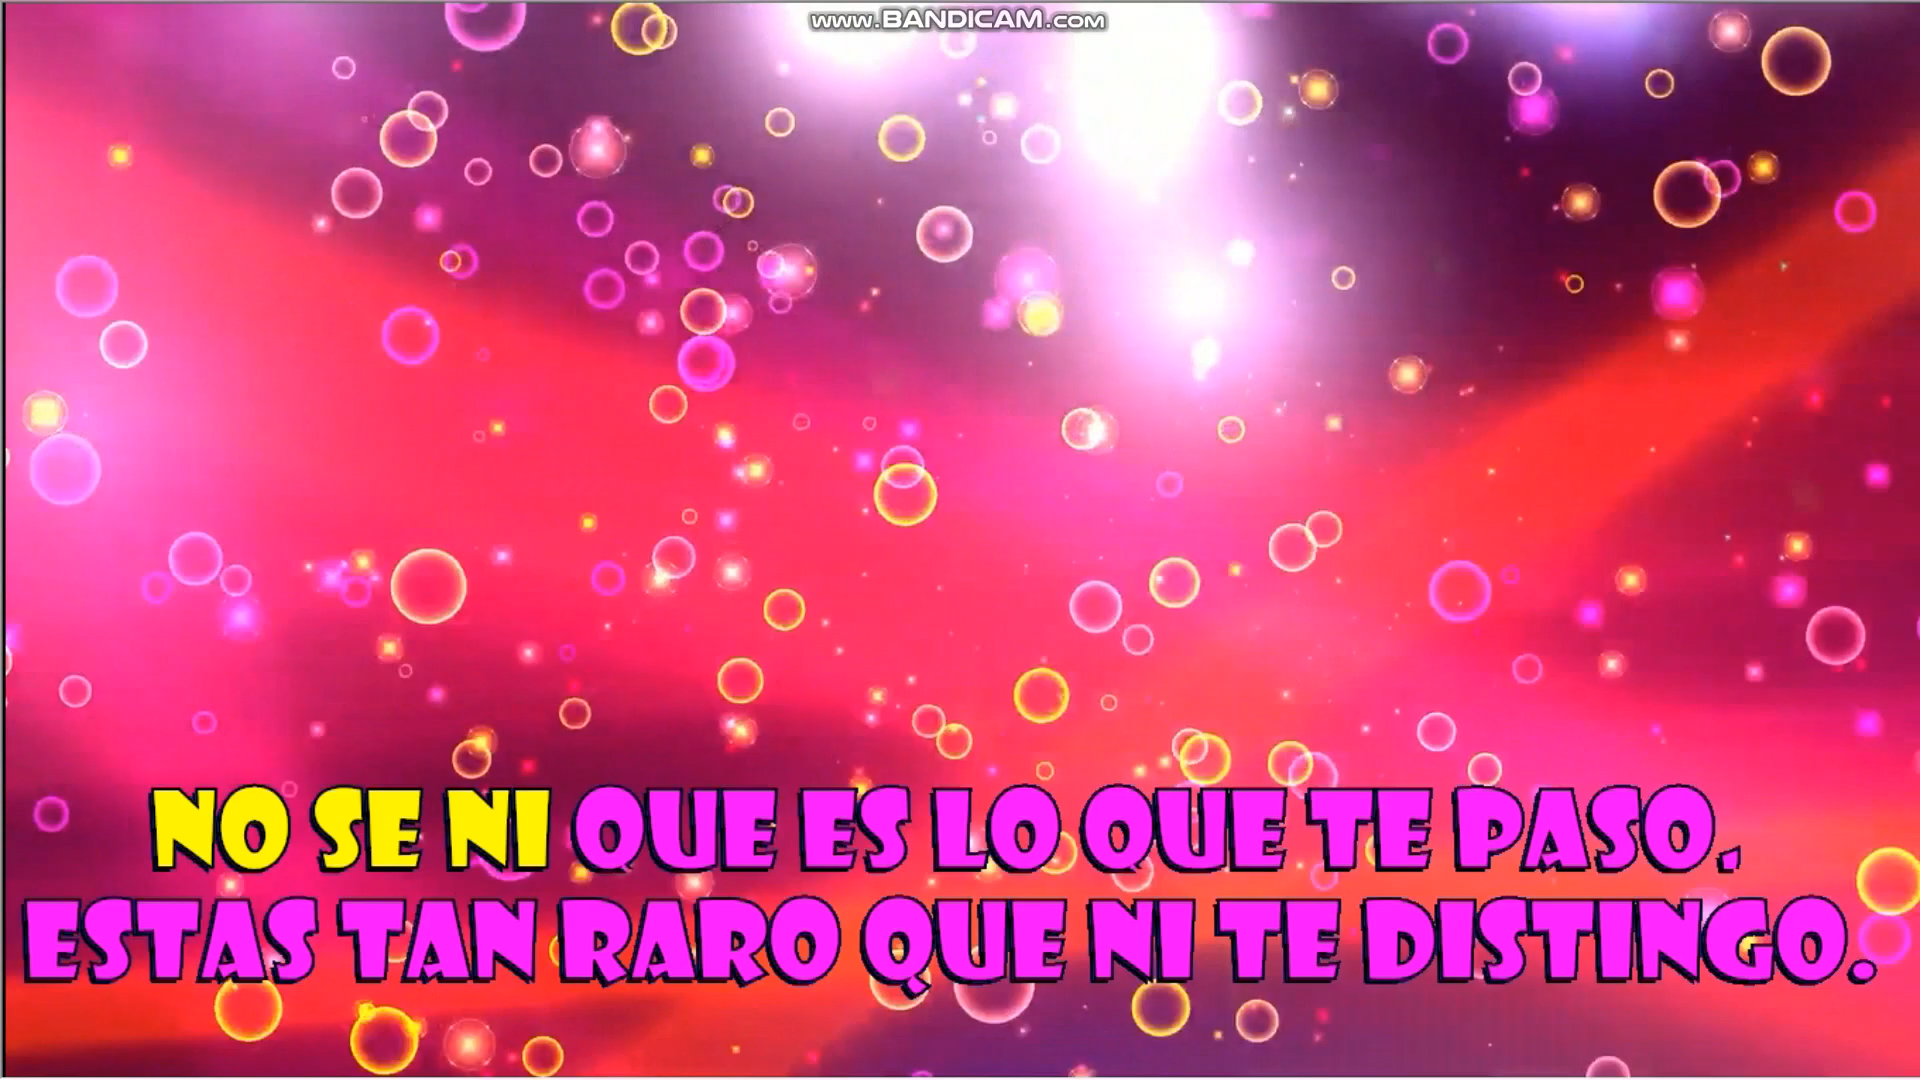 www.BANDICAM.com
NO SE NI QUE ES LO QUE TE PASO,
ESTAS TAN RARO QUE NI TE DISTINGO.